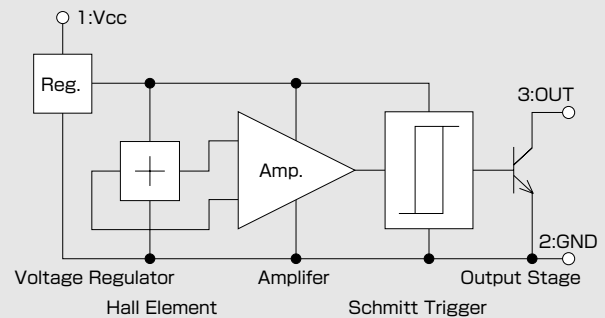 1:Vcc
Reg.
3:OUT
Amp.
2:GND
Voltage Regulator
Amplifer
Output Stage
Hall Element
Schmitt Trigger